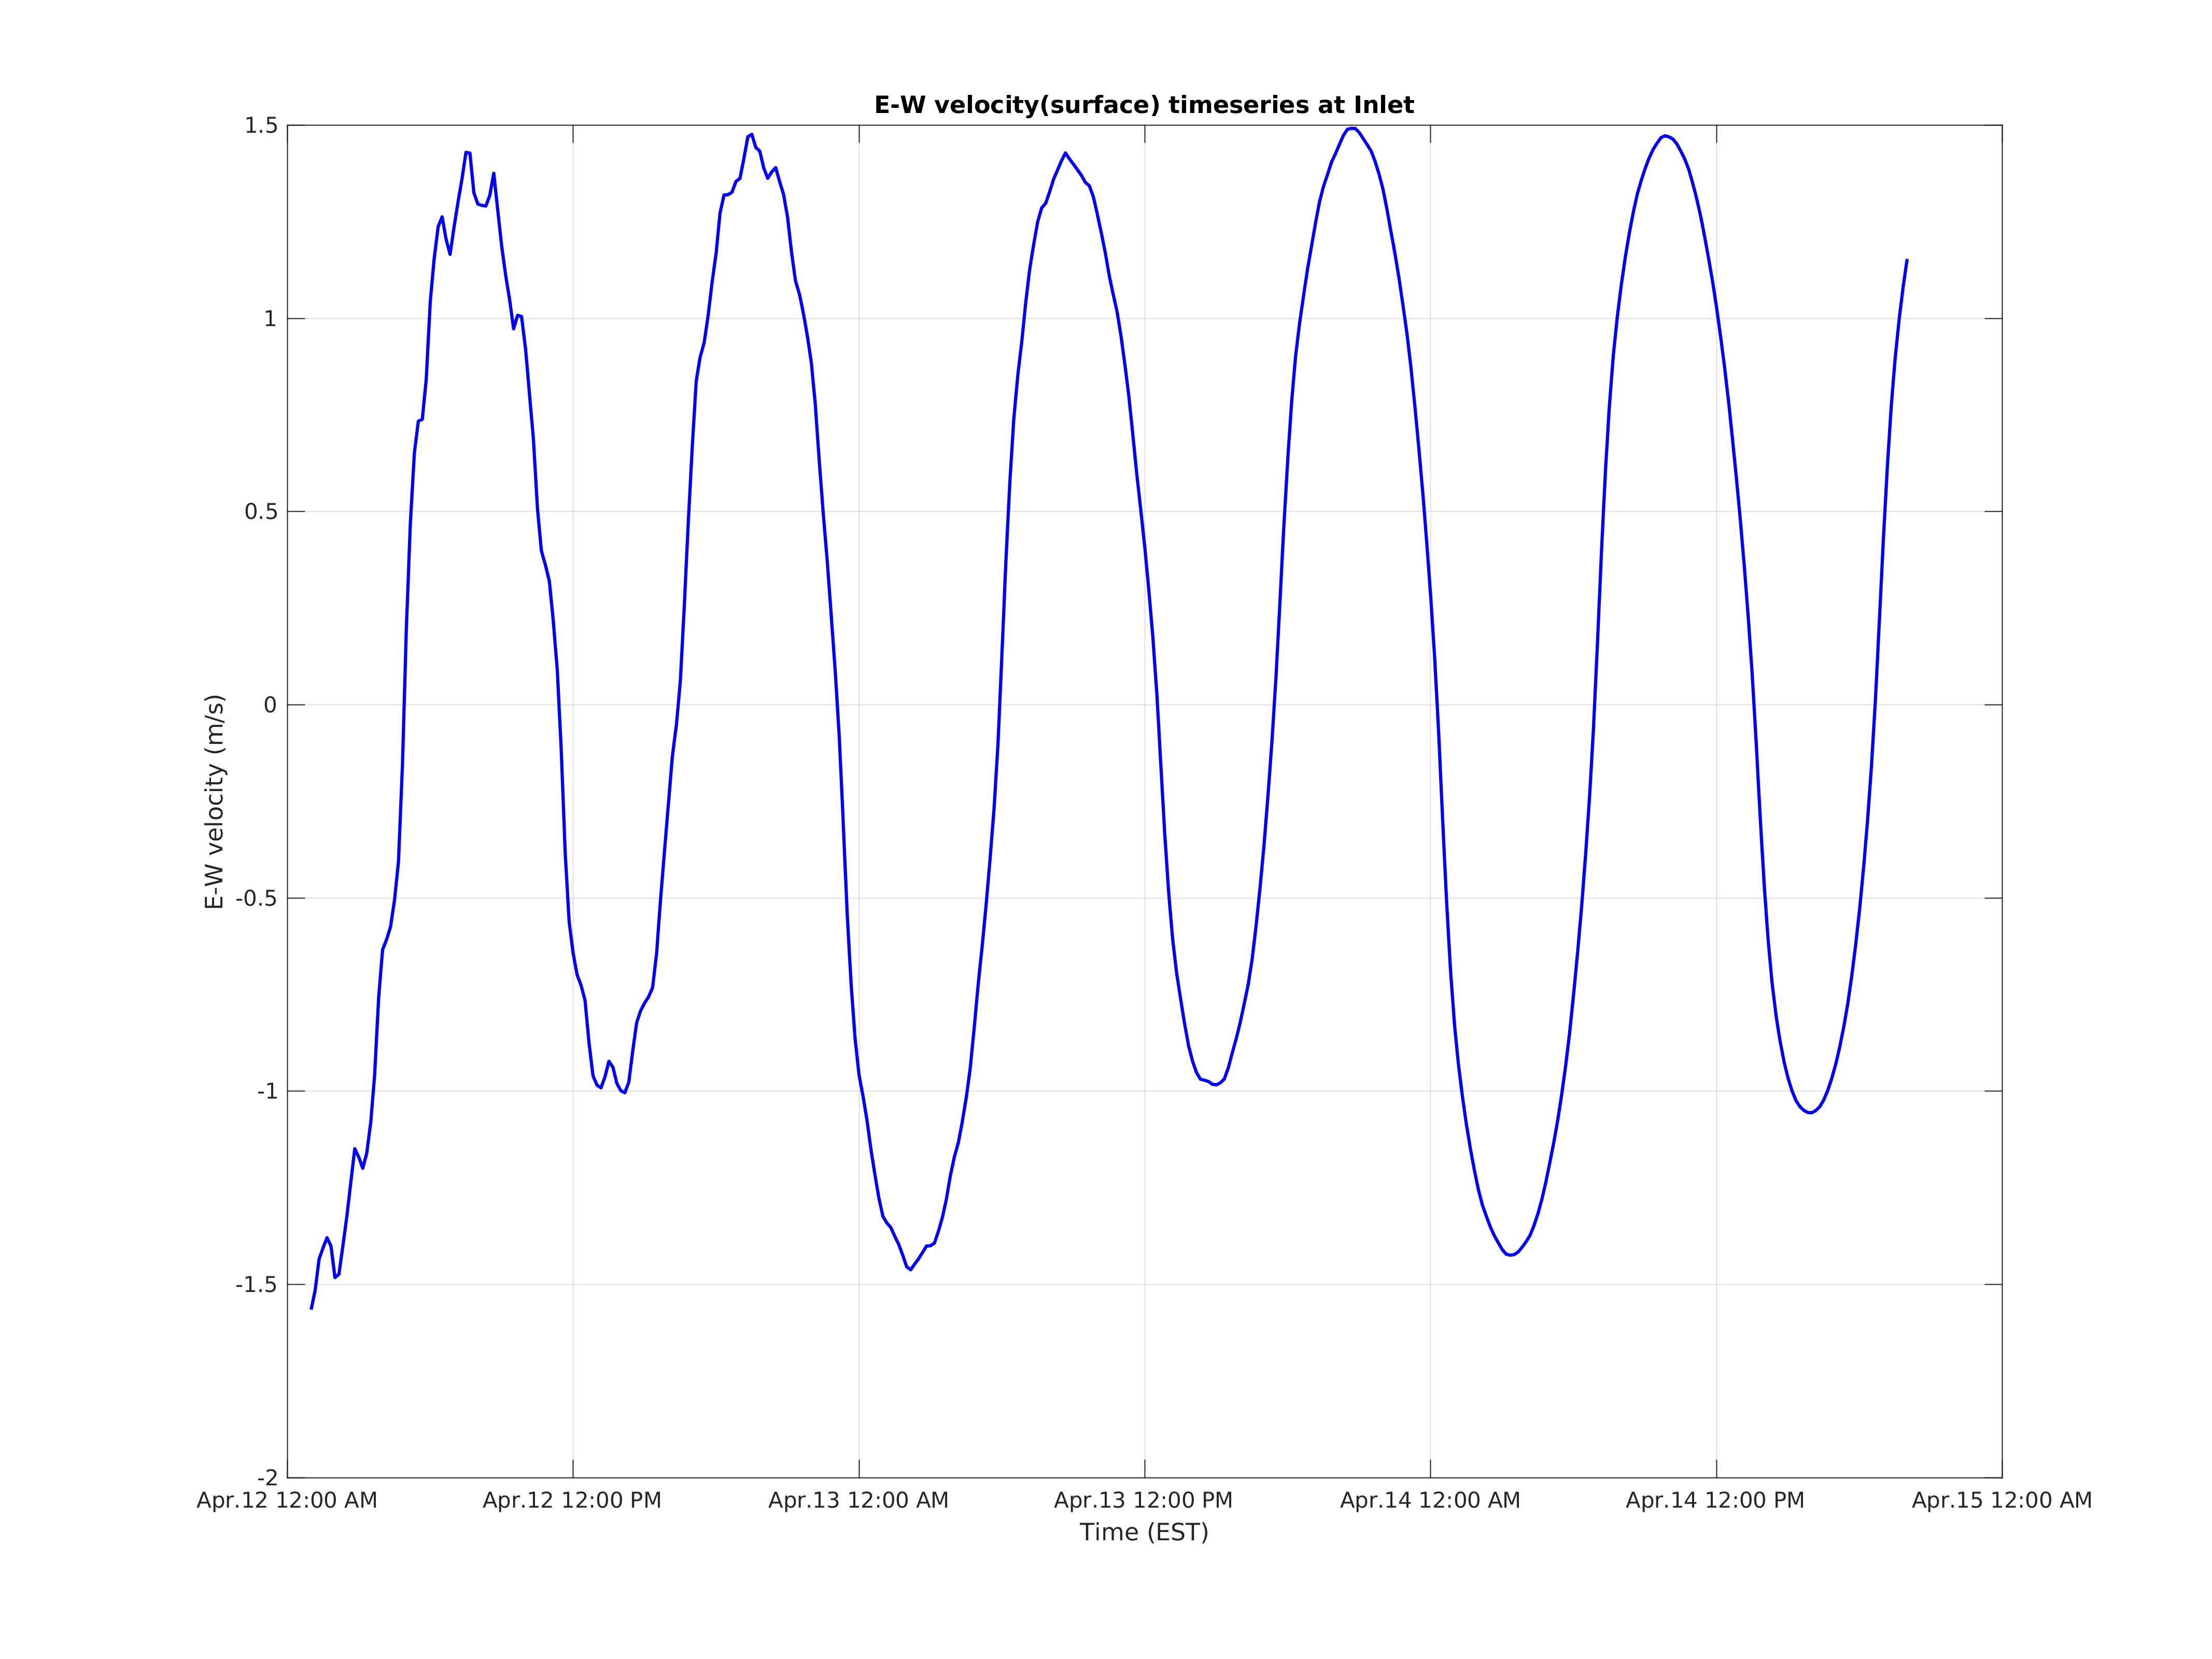 E-W velocity(surface) timeseries at Inlet
1.5
1
0.5
0
-0.5
-1
-1.5
-2
E-W velocity (m/s)
Apr.12 12:00 AM Apr.12 12:00 PM Apr.13 12:00 AM Apr.13 12:00 PM Apr.14 12:00 AM Apr.14 12:00 PM Apr.15 12:00 AM
Time (EST)